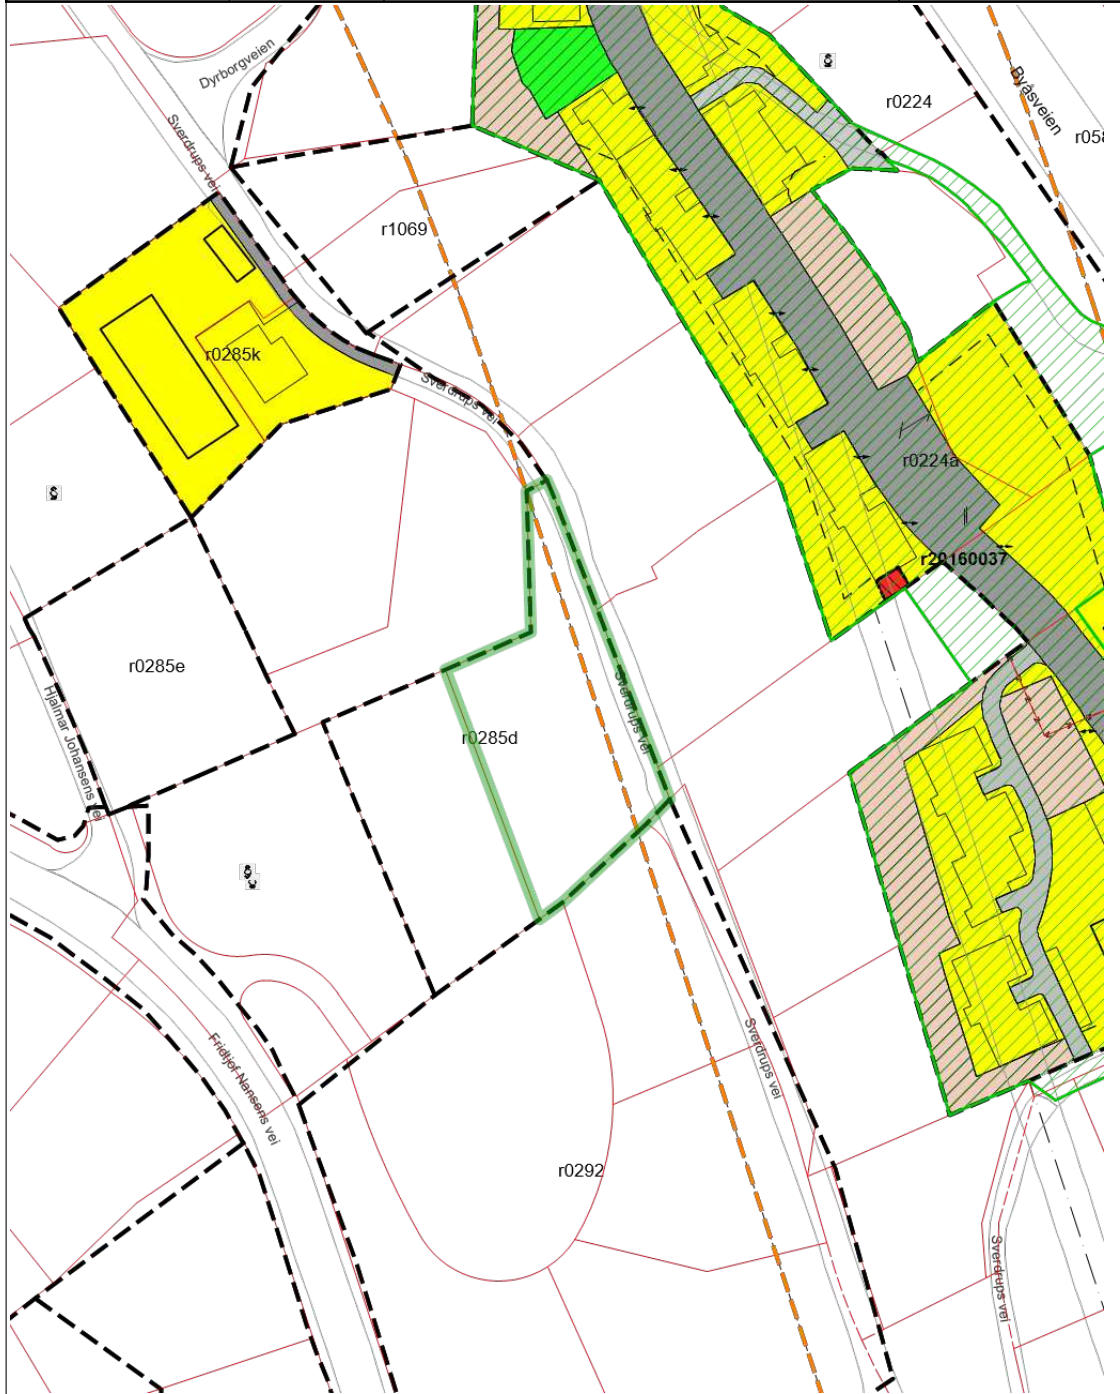 Dyrborgveien
Sverdrups vei
Byåsveien
r0224
r058
r1069
r0285k
Sverdrups vei
r0224a
r20160037
r0285e
Hjalmar Johansens vei
r0285d
Sverdrups vei
Fridtjof Nansens vei
Sverdrups vei
r0292
Sverdrups vei